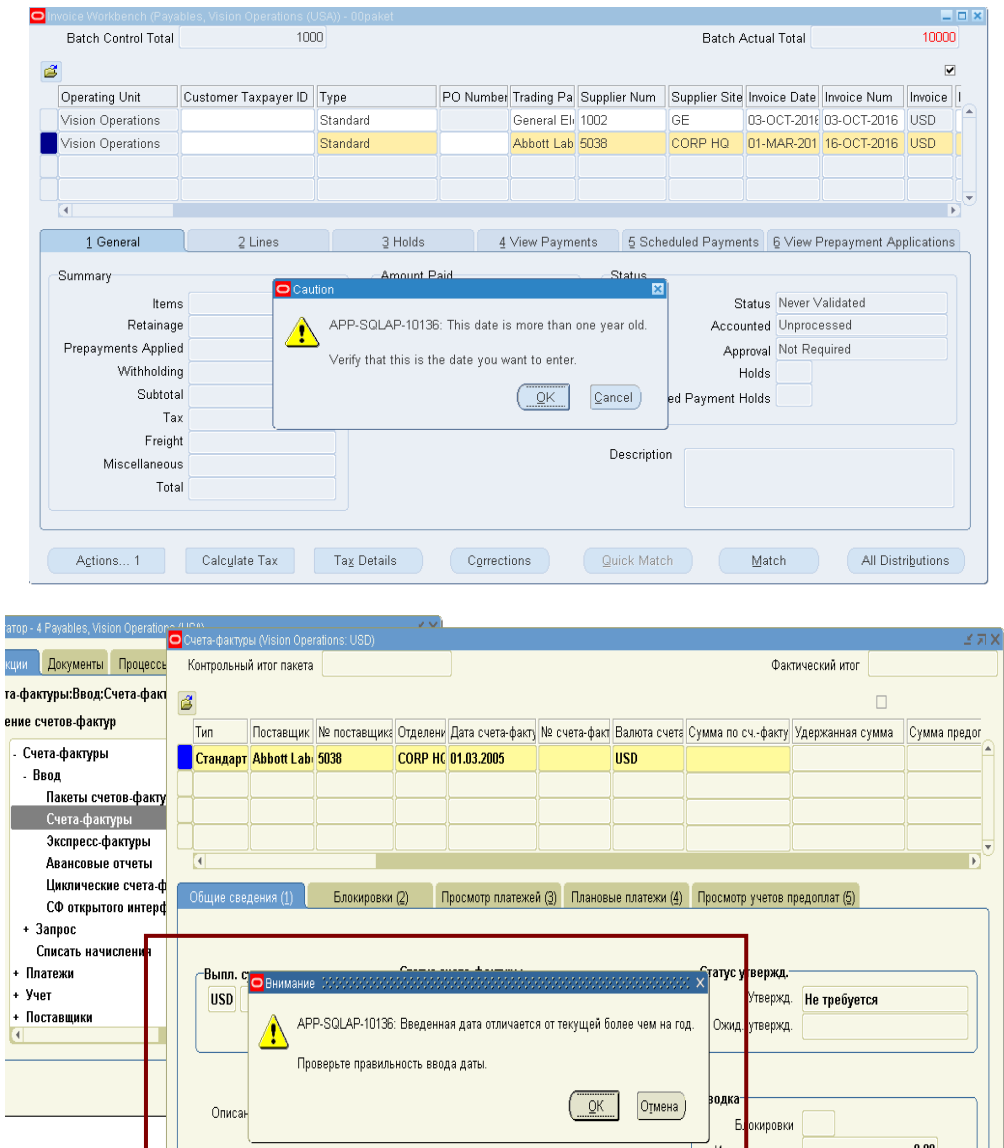 Invoice Workbench (Payables, Vision Operations (USA)) - 00paket
Batch Control Total 1000 Batch Actual Total 10000
Operating Unit Customer Taxpayer ID Type PO Number Trading Pa Supplier Num Supplier Site Invoice Date Invoice Num Invoice
Vision Operations Standard General El 1002 GE 03-OCT-2016 03-OCT-2016 USD
Vision Operations Standard Abbott Lab 5038 CORP HQ 01-MAR-201 16-OCT-2016 USD
1 General 2 Lines 3 Holds 4 View Payments 5 Scheduled Payments 6 View Prepayment Applications
Summary Amount Paid Status
Caution
APP-SQLAP-10136: This date is more than one year old.
Verify that this is the date you want to enter.
OK Cancel
Items
Retainage
Prepayments Applied
Withholding
Subtotal
Tax
Freight
Miscellaneous
Total
Status Never Validated
Accounted Unprocessed
Approval Not Required
Holds
ed Payment Holds
Description
Actions... 1 Calculate Tax Tax Details Corrections Quick Match Match All Distributions
атор - 4 Payables, Vision Operations (USA)
кции Документы Процессы
та-фактуры:Ввод:Счета-факт
ение счетов-фактур
- Счета-фактуры
- Ввод
Пакеты счетов-факту
Счета-фактуры
Экспресс-фактуры
Авансовые отчеты
Циклические счета-ф
СФ открытого интерф
+ Запрос
Списать начисления
+ Платежи
+ Учет
+ Поставщики
Счета-фактуры (Vision Operations: USD)
Контрольный итог пакета Фактический итог
Тип Поставщик № поставщика Отделени Дата счета-факту № счета-факт Валюта счета Сумма по сч.-факту Удержанная сумма Сумма предог
Стандарт Abbott Lab 5038 CORP HQ 01.03.2005 USD
Общие сведения (1) Блокировки (2) Просмотр платежей (3) Плановые платежи (4) Просмотр учетов предоплат (5)
Выпл. с Статус утвержд.
USD
Утвержд. Не требуется
Ожид. утвержд.
Внимание
APP-SQLAP-10136: Введенная дата отличается от текущей более чем на год.
Проверьте правильность ввода даты.
OK Отмена
Описан
водка
Блокировки